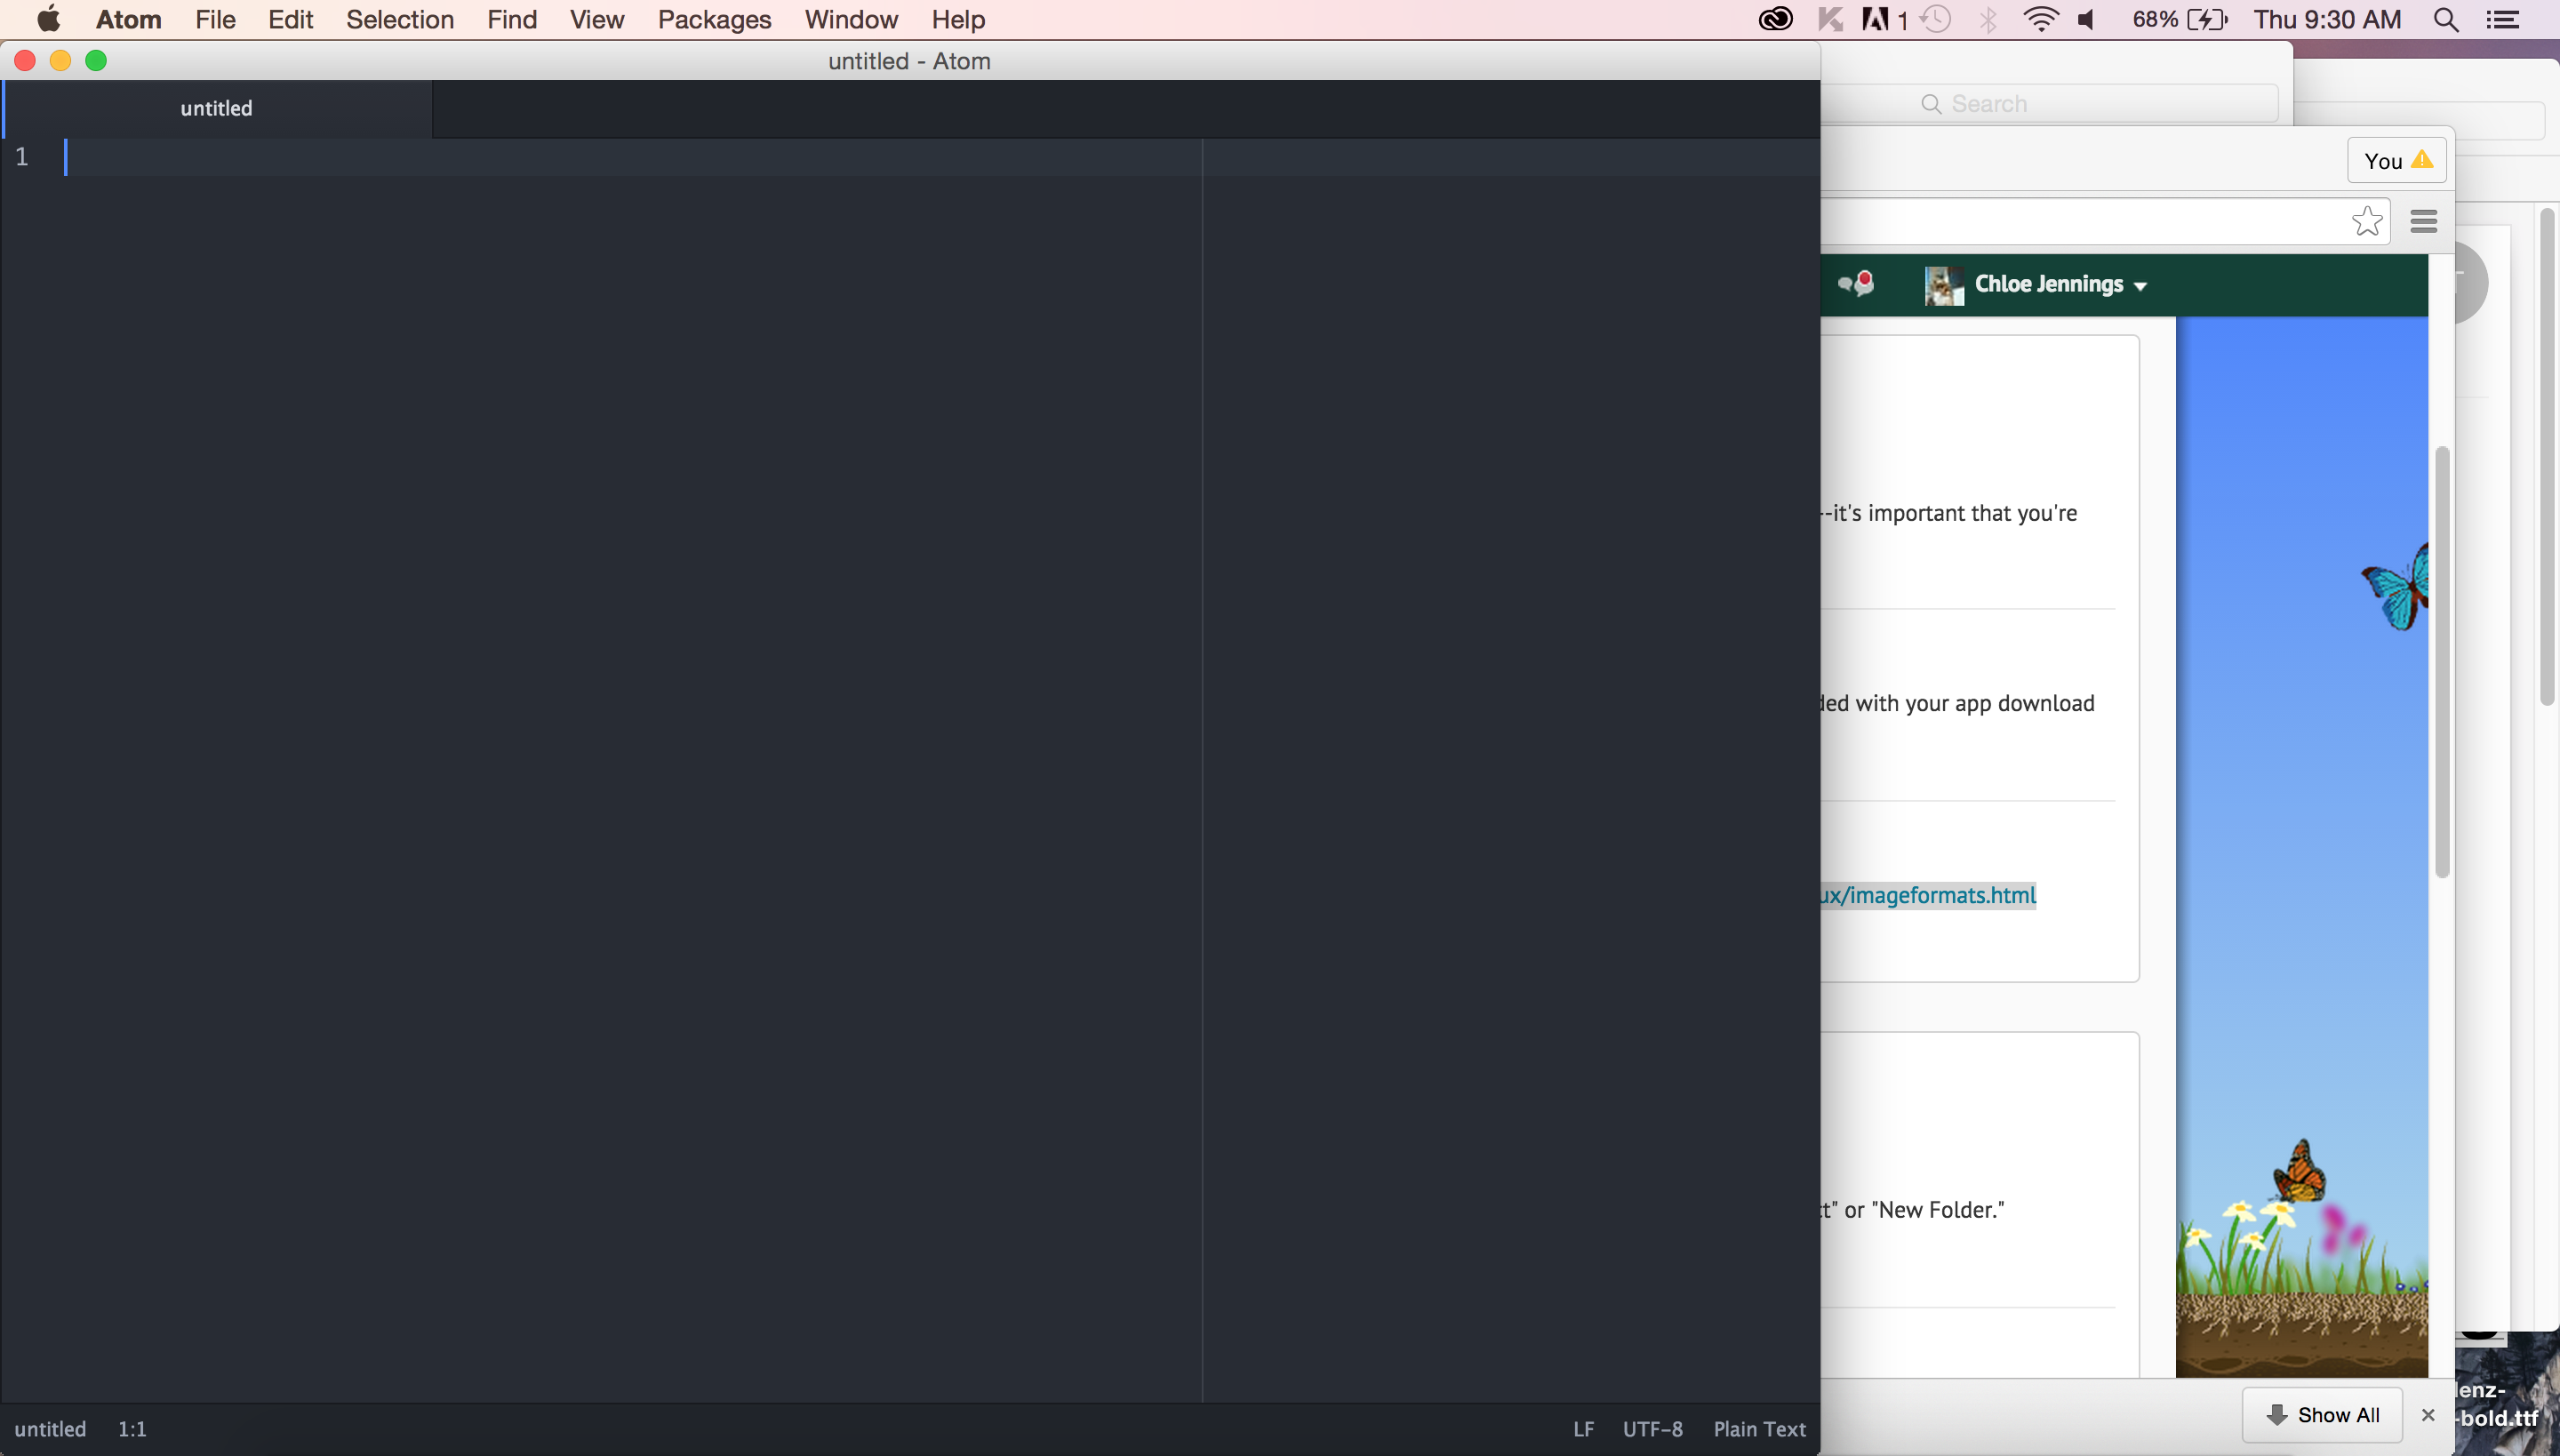 Atom File Edit Selection Find View Packages Window Help 1 68% Thu 9:30 AM
untitled - Atom
untitled
1
Search
You
Chloe Jennings
--it's important that you're
with your app download
ux/imageformats.html
or "New Folder."
untitled 1:1 LF UTF-8 Plain Text
Show All
-bold.ttf